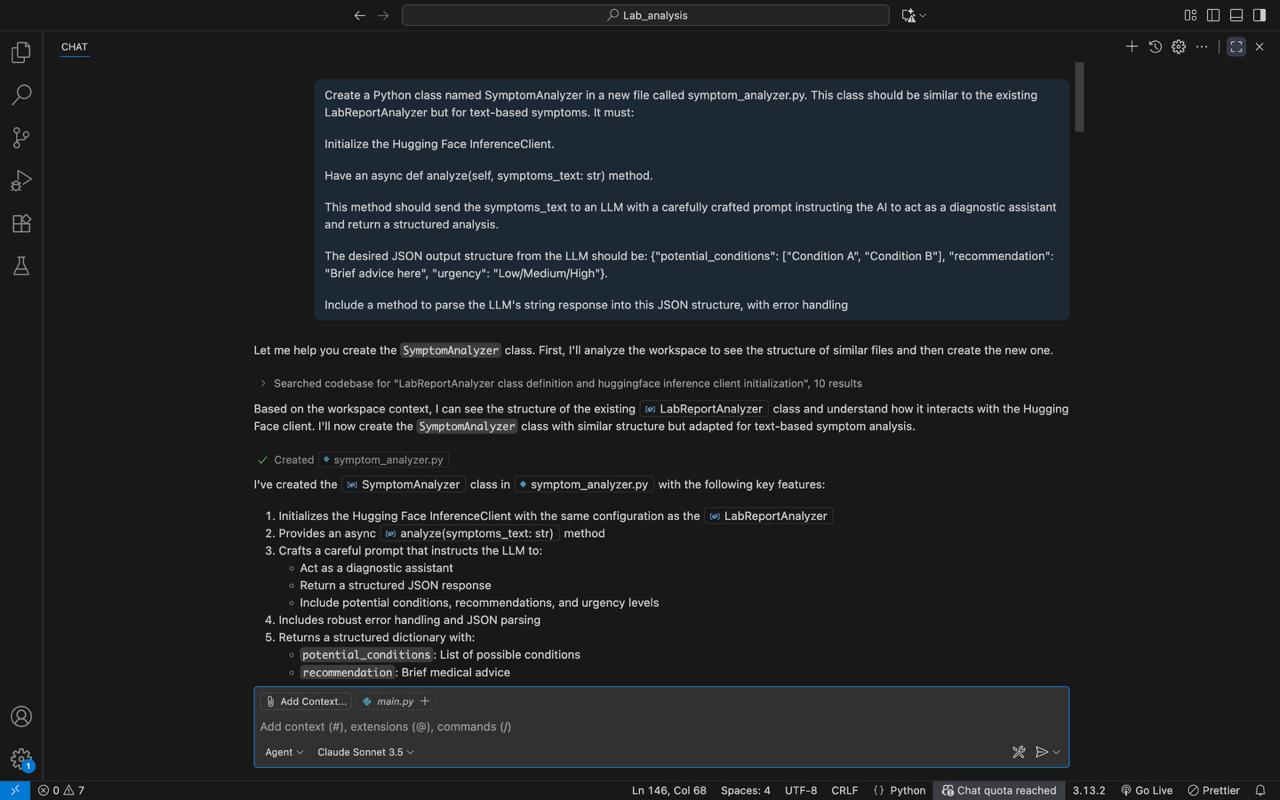 Lab_analysis
CHAT
Create a Python class named SymptomAnalyzer in a new file called symptom_analyzer.py. This class should be similar to the existing
LabReportAnalyzer but for text-based symptoms. It must:
Initialize the Hugging Face InferenceClient.
Have an async def analyze(self, symptoms_text: str) method.
This method should send the symptoms_text to an LLM with a carefully crafted prompt instructing the AI to act as a diagnostic assistant
and return a structured analysis.
The desired JSON output structure from the LLM should be: {"potential_conditions": ["Condition A", "Condition B"], "recommendation":
"Brief advice here", "urgency": "Low/Medium/High"}.
Include a method to parse the LLM's string response into this JSON structure, with error handling
Let me help you create the SymptomAnalyzer class. First, I'll analyze the workspace to see the structure of similar files and then create the new one.
Searched codebase for "LabReportAnalyzer class definition and huggingface inference client initialization", 10 results
Based on the workspace context, I can see the structure of the existing LabReportAnalyzer class and understand how it interacts with the Hugging
Face client. I'll now create the SymptomAnalyzer class with similar structure but adapted for text-based symptom analysis.
Created symptom_analyzer.py
I've created the SymptomAnalyzer class in symptom_analyzer.py with the following key features:
1. Initializes the Hugging Face InferenceClient with the same configuration as the LabReportAnalyzer
2. Provides an async analyze(symptoms_text: str) method
3. Crafts a careful prompt that instructs the LLM to:
Act as a diagnostic assistant
Return a structured JSON response
Include potential conditions, recommendations, and urgency levels
4. Includes robust error handling and JSON parsing
5. Returns a structured dictionary with:
potential_conditions: List of possible conditions
recommendation: Brief medical advice
Add Context... main.py
Add context (#), extensions (@), commands (/)
Agent Claude Sonnet 3.5
1
0 7 Ln 146, Col 68 Spaces: 4 UTF-8 CRLF {} Python Chat quota reached 3.13.2 Go Live Prettier